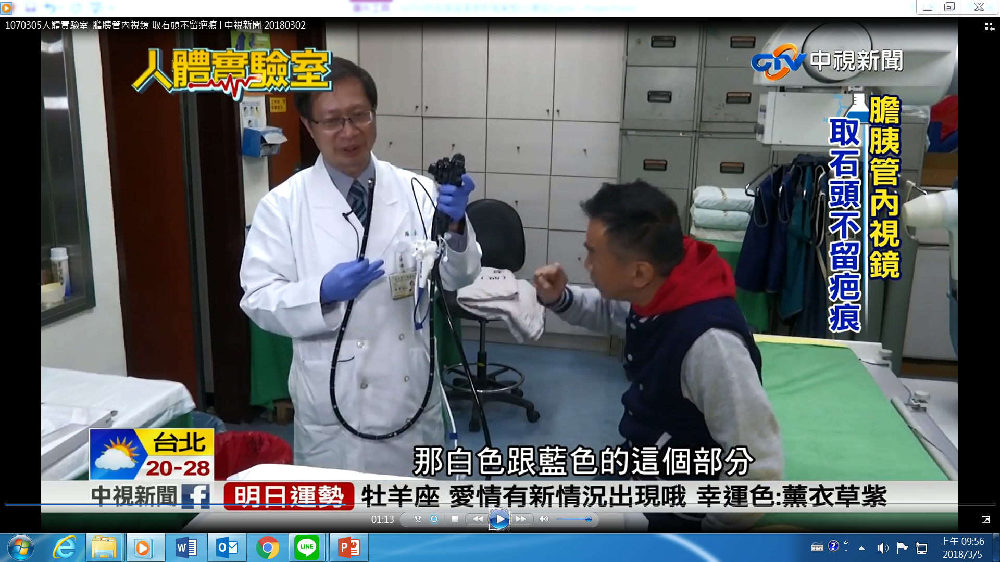 1070305人體實驗室_膽胰管內視鏡 取石頭不留疤痕 | 中視新聞 20180302
人體實驗室
CTV 中視新聞
膽胰管內視鏡
取石頭不留疤痕
台北
20-28
那白色跟藍色的這個部分
中視新聞 f
明日運勢 牡羊座 愛情有新情況出現哦 幸運色:薰衣草紫
01:13
LINE
上午 09:56
2018/3/5